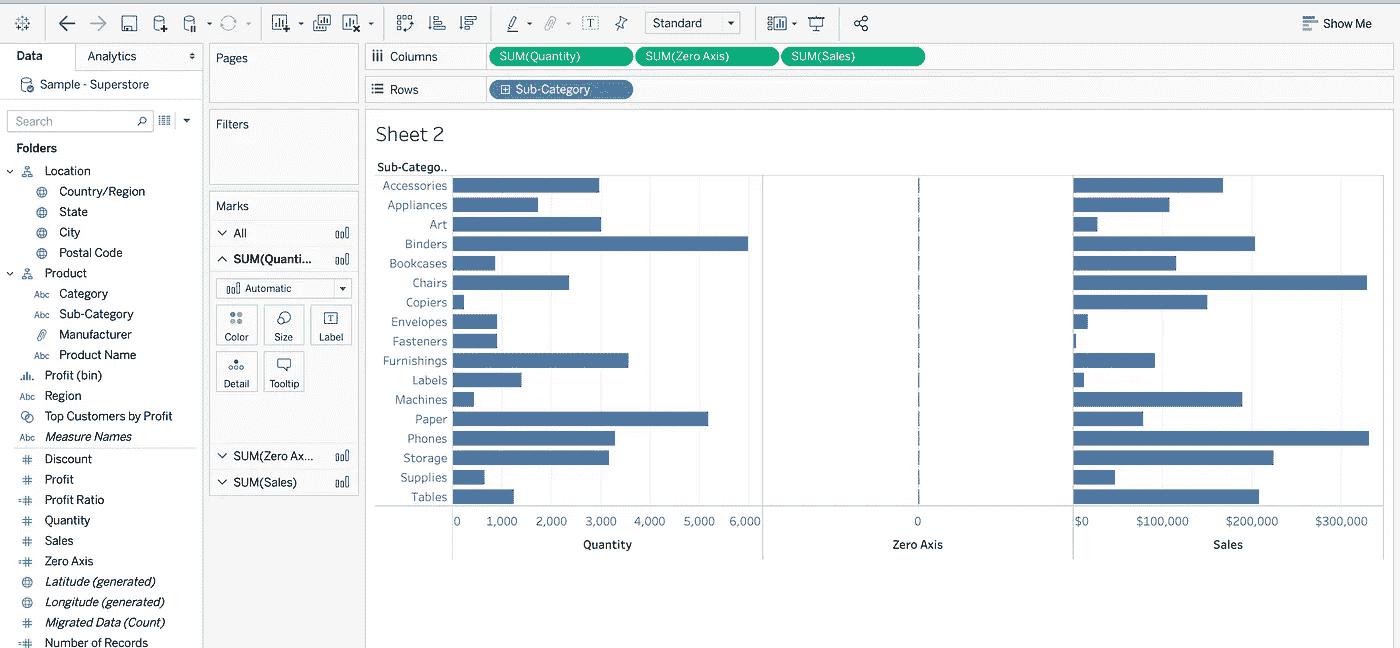 Standard
Show Me
Data
Analytics
Sample - Superstore
Search
Folders
Location
Country/Region
State
City
Postal Code
Product
Abc Category
Abc Sub-Category
Manufacturer
Abc Product Name
Profit (bin)
Abc Region
Top Customers by Profit
Abc Measure Names
# Discount
# Profit
=# Profit Ratio
# Quantity
# Sales
=# Zero Axis
Latitude (generated)
Longitude (generated)
# Migrated Data (Count)
=# Number of Records
Pages
Filters
Marks
All
SUM(Quanti...
Automatic
Color Size Label
Detail Tooltip
SUM(Zero Ax...
SUM(Sales)
Columns SUM(Quantity) SUM(Zero Axis) SUM(Sales)
Rows Sub-Category
Sheet 2
Sub-Catego..
Accessories
Appliances
Art
Binders
Bookcases
Chairs
Copiers
Envelopes
Fasteners
Furnishings
Labels
Machines
Paper
Phones
Storage
Supplies
Tables
0 1,000 2,000 3,000 4,000 5,000 6,000 0 $0 $100,000 $200,000 $300,000
Quantity Zero Axis Sales